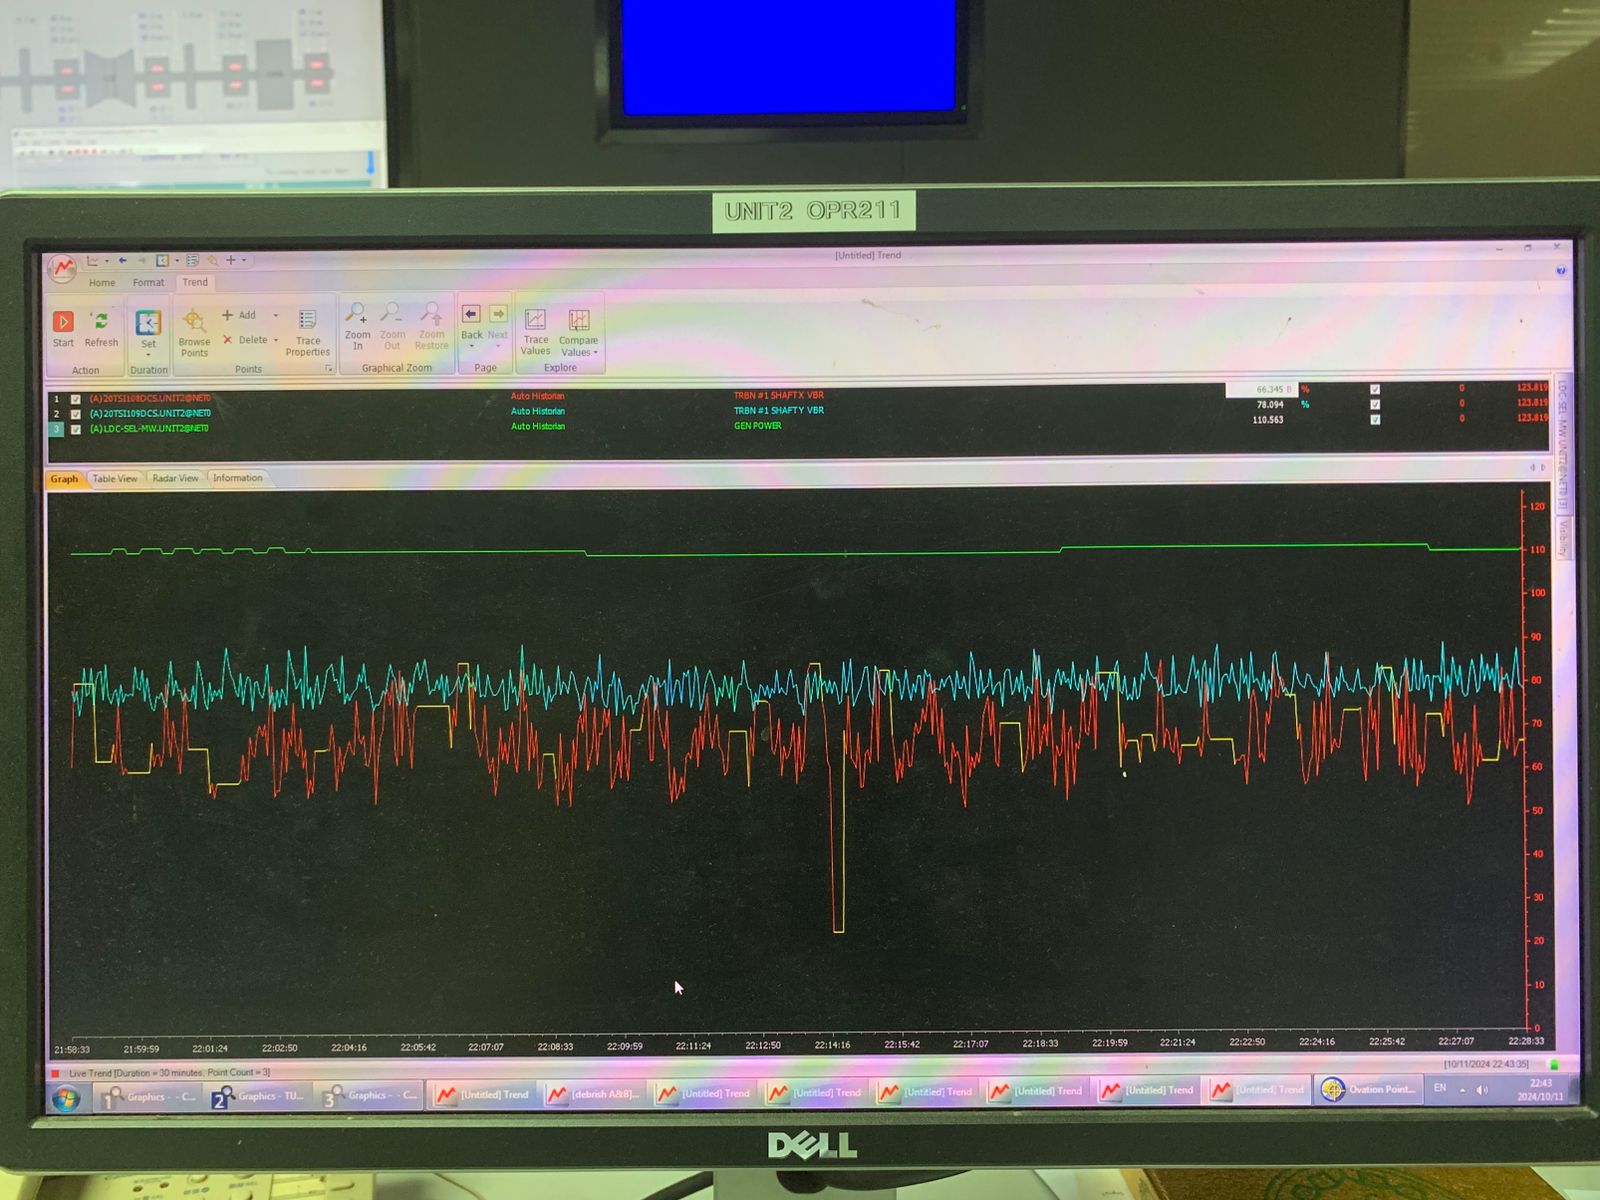 UNIT2 OPR211
[Untitled] Trend
Home Format Trend
Start Refresh Set Browse Points Add Delete Trace Properties Zoom In Zoom Out Zoom Restore Back Next Trace Values Compare Values
Action Duration Points Graphical Zoom Page Explore
1 (A)20TSI108DCS.UNIT2@NET0 Auto Historian TRBN #1 SHAFTX VBR 66.345 B % 0 123.819
2 (A)20TSI109DCS.UNIT2@NET0 Auto Historian TRBN #1 SHAFTY VBR 78.094 % 0 123.819
3 (A)LDC-SEL-MW.UNIT2@NET0 Auto Historian GEN POWER 110.563 0 123.819
LDC-SEL-MW.UNIT2@NET0 [3]
Visibility
Graph Table View Radar View Information
120
110
100
90
80
70
60
50
40
30
20
10
0
21:58:33 21:59:59 22:01:24 22:02:50 22:04:16 22:05:42 22:07:07 22:08:33 22:09:59 22:11:24 22:12:50 22:14:16 22:15:42 22:17:07 22:18:33 22:19:59 22:21:24 22:22:50 22:24:16 22:25:42 22:27:07 22:28:33
Live Trend [Duration = 30 minutes, Point Count = 3] [10/11/2024 22:43:35]
1 Graphics - - C... 2 Graphics - TU... 3 Graphics - - C... [Untitled] Trend [debrish A&B]... [Untitled] Trend [Untitled] Trend [Untitled] Trend [Untitled] Trend [Untitled] Trend [Untitled] Trend Ovation Point... EN 22:43
2024/10/11
DELL